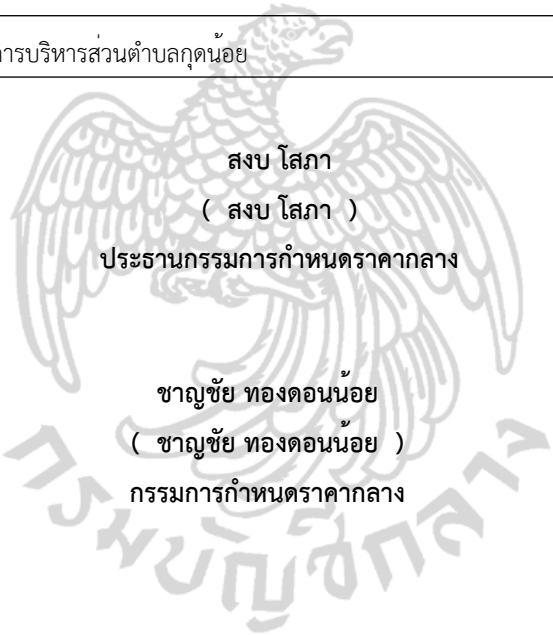 การบริหารส่วนตำบลกุดน้อย
สงบ โสภา
( สงบ โสภา )
ประธานกรรมการกำหนดราคากลาง
ชาญชัย ทองดอนน้อย
( ชาญชัย ทองดอนน้อย )
กรรมการกำหนดราคากลาง
กรมบัญชีกลาง